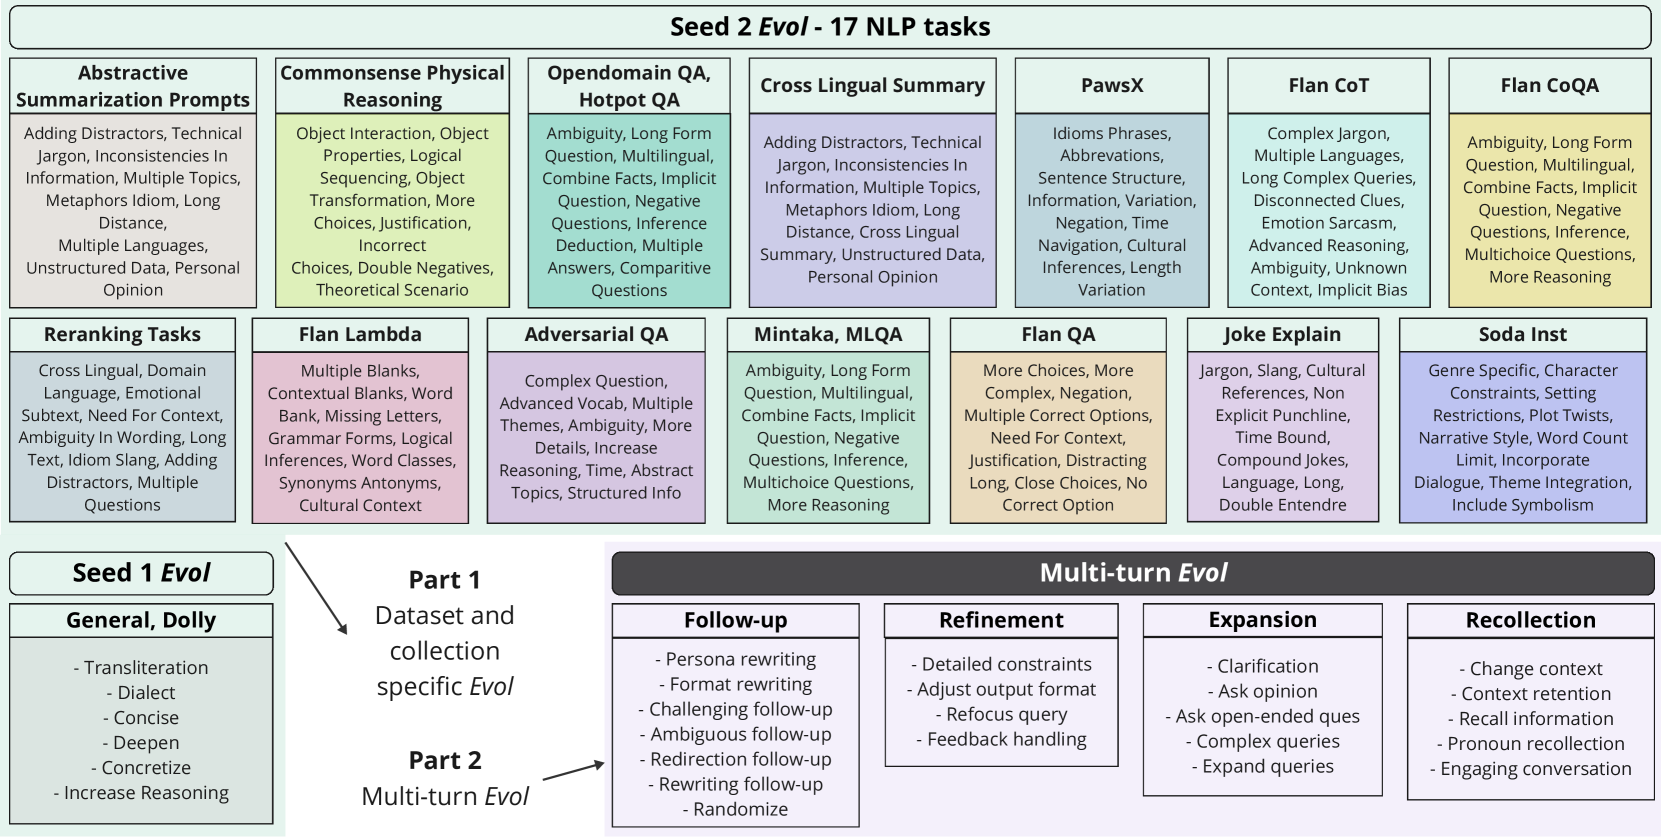 Seed 2 Evol - 17 NLP tasks
Abstractive
Summarization Prompts
Adding Distractors, Technical
Jargon, Inconsistencies In
Information, Multiple Topics,
Metaphors Idiom, Long
Distance,
Multiple Languages,
Unstructured Data, Personal
Opinion
Commonsense Physical
Reasoning
Object Interaction, Object
Properties, Logical
Sequencing, Object
Transformation, More
Choices, Justification,
Incorrect
Choices, Double Negatives,
Theoretical Scenario
Opendomain QA,
Hotpot QA
Ambiguity, Long Form
Question, Multilingual,
Combine Facts, Implicit
Question, Negative
Questions, Inference
Deduction, Multiple
Answers, Comparitive
Questions
Cross Lingual Summary
Adding Distractors, Technical
Jargon, Inconsistencies In
Information, Multiple Topics,
Metaphors Idiom, Long
Distance, Cross Lingual
Summary, Unstructured Data,
Personal Opinion
PawsX
Idioms Phrases,
Abbrevations,
Sentence Structure,
Information, Variation,
Negation, Time
Navigation, Cultural
Inferences, Length
Variation
Flan CoT
Complex Jargon,
Multiple Languages,
Long Complex Queries,
Disconnected Clues,
Emotion Sarcasm,
Advanced Reasoning,
Ambiguity, Unknown
Context, Implicit Bias
Flan CoQA
Ambiguity, Long Form
Question, Multilingual,
Combine Facts, Implicit
Question, Negative
Questions, Inference,
Multichoice Questions,
More Reasoning
Reranking Tasks
Cross Lingual, Domain
Language, Emotional
Subtext, Need For Context,
Ambiguity In Wording, Long
Text, Idiom Slang, Adding
Distractors, Multiple
Questions
Flan Lambda
Multiple Blanks,
Contextual Blanks, Word
Bank, Missing Letters,
Grammar Forms, Logical
Inferences, Word Classes,
Synonyms Antonyms,
Cultural Context
Adversarial QA
Complex Question,
Advanced Vocab, Multiple
Themes, Ambiguity, More
Details, Increase
Reasoning, Time, Abstract
Topics, Structured Info
Mintaka, MLQA
Ambiguity, Long Form
Question, Multilingual,
Combine Facts, Implicit
Question, Negative
Questions, Inference,
Multichoice Questions,
More Reasoning
Flan QA
More Choices, More
Complex, Negation,
Multiple Correct Options,
Need For Context,
Justification, Distracting
Long, Close Choices, No
Correct Option
Joke Explain
Jargon, Slang, Cultural
References, Non
Explicit Punchline,
Time Bound,
Compound Jokes,
Language, Long,
Double Entendre
Soda Inst
Genre Specific, Character
Constraints, Setting
Restrictions, Plot Twists,
Narrative Style, Word Count
Limit, Incorporate
Dialogue, Theme Integration,
Include Symbolism
Seed 1 Evol
General, Dolly
- Transliteration
- Dialect
- Concise
- Deepen
- Concretize
- Increase Reasoning
Part 1
Dataset and
collection
specific Evol
Part 2
Multi-turn Evol
Multi-turn Evol
Follow-up
- Persona rewriting
- Format rewriting
- Challenging follow-up
- Ambiguous follow-up
- Redirection follow-up
- Rewriting follow-up
- Randomize
Refinement
- Detailed constraints
- Adjust output format
- Refocus query
- Feedback handling
Expansion
- Clarification
- Ask opinion
- Ask open-ended ques
- Complex queries
- Expand queries
Recollection
- Change context
- Context retention
- Recall information
- Pronoun recollection
- Engaging conversation